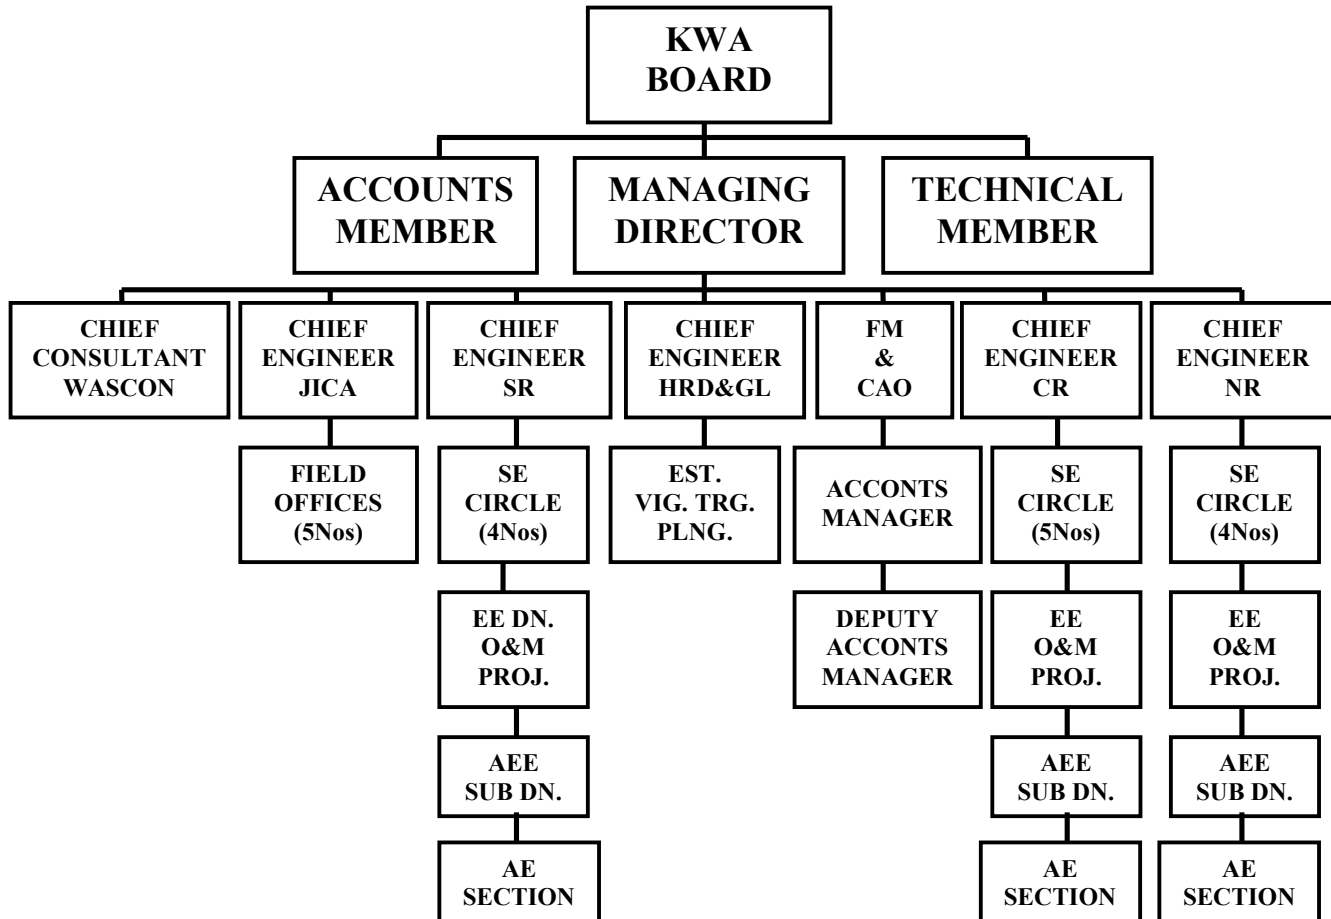 KWA
BOARD
ACCOUNTS
MEMBER
MANAGING
DIRECTOR
TECHNICAL
MEMBER
CHIEF
CONSULTANT
WASCON
CHIEF
ENGINEER
JICA
CHIEF
ENGINEER
SR
CHIEF
ENGINEER
HRD&GL
FM
&
CAO
CHIEF
ENGINEER
CR
CHIEF
ENGINEER
NR
FIELD
OFFICES
(5Nos)
SE
CIRCLE
(4Nos)
EST.
VIG. TRG.
PLNG.
ACCONTS
MANAGER
SE
CIRCLE
(5Nos)
SE
CIRCLE
(4Nos)
EE DN.
O&M
PROJ.
DEPUTY
ACCONTS
MANAGER
EE
O&M
PROJ.
EE
O&M
PROJ.
AEE
SUB DN.
AEE
SUB DN.
AEE
SUB DN.
AE
SECTION
AE
SECTION
AE
SECTION